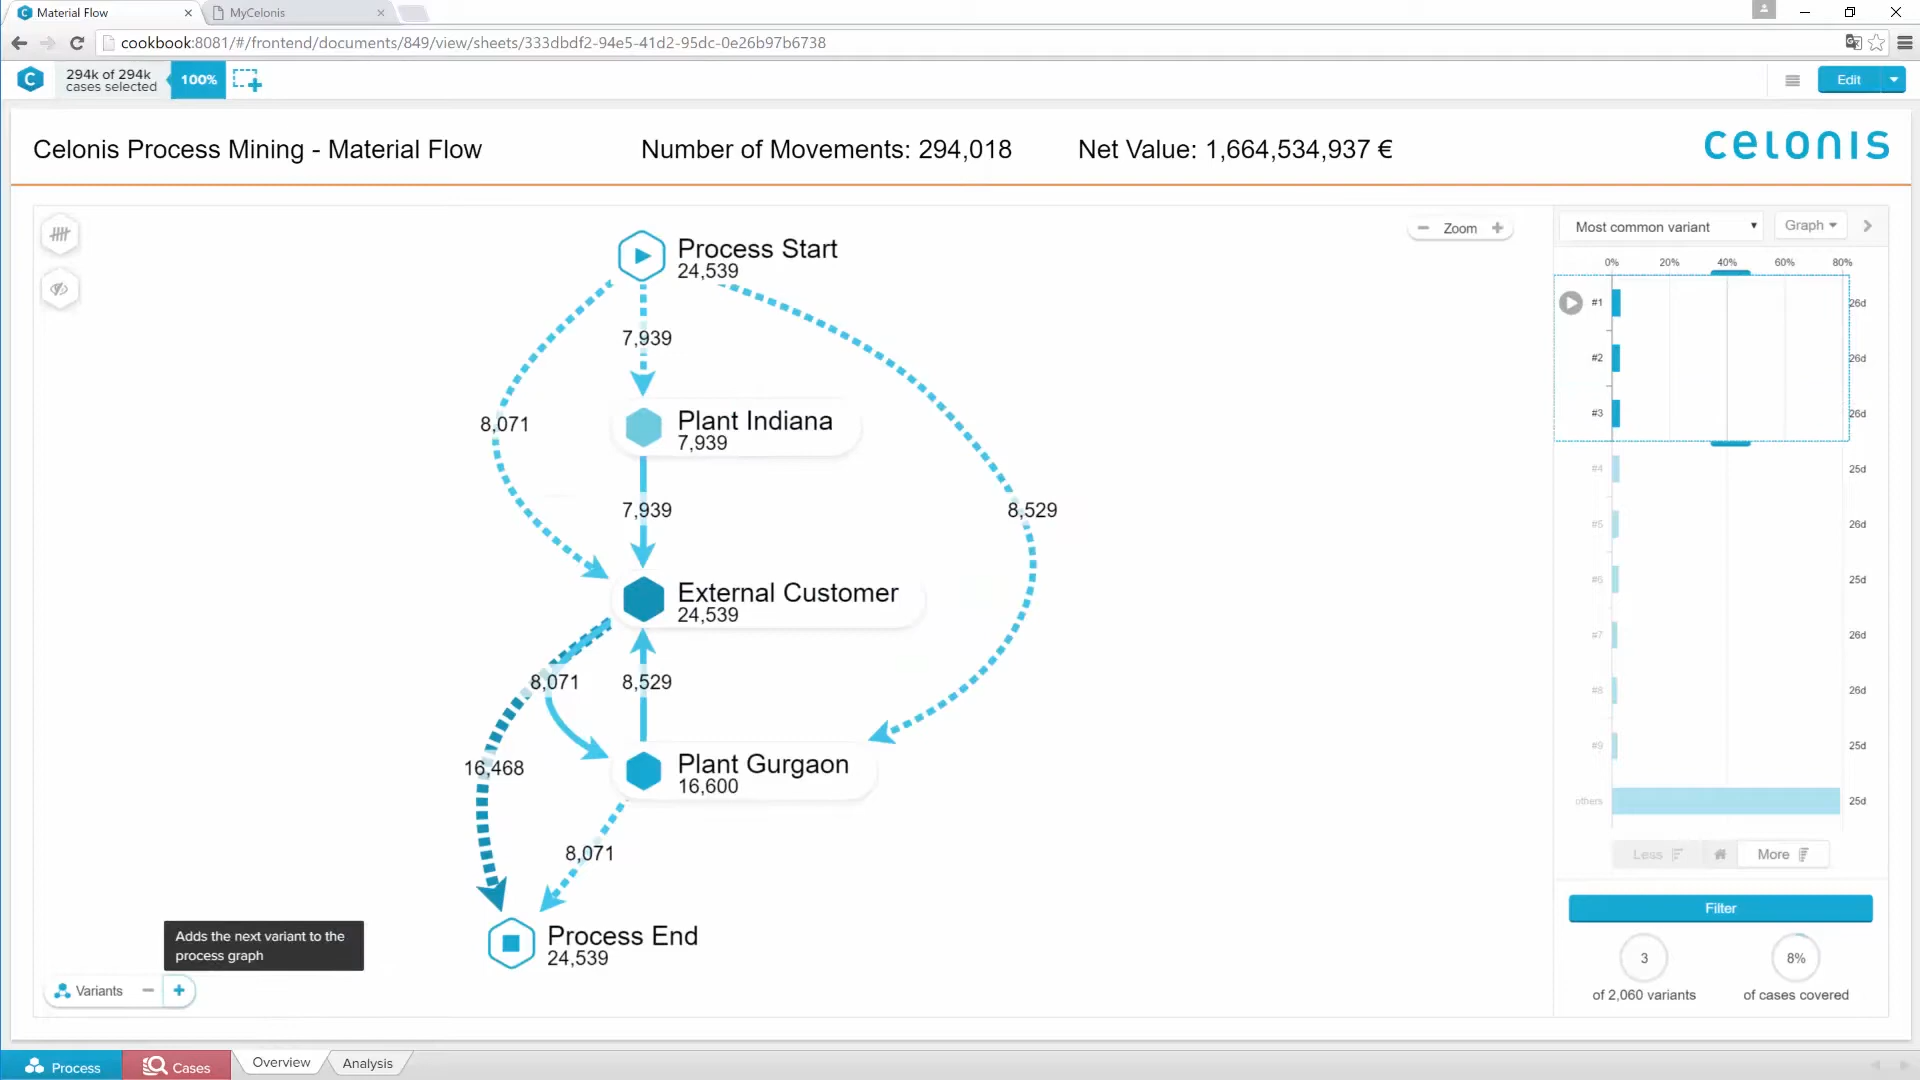 Material Flow
MyCelonis
cookbook:8081/#/frontend/documents/849/view/sheets/333dbdf2-94e5-41d2-95dc-0e26b97b6738
C
294k of 294k
cases selected
100%
Edit
Celonis Process Mining - Material Flow
Number of Movements: 294,018
Net Value: 1,664,534,937 €
celonis
Process Start
24,539
Zoom
7,939
8,071
Plant Indiana
7,939
7,939
8,529
External Customer
24,539
8,071
8,529
16,468
Plant Gurgaon
16,600
8,071
Process End
24,539
Adds the next variant to the
process graph
Variants
Most common variant
Graph
0% 20% 40% 60% 80%
#1 26d
#2 26d
#3 26d
#4 25d
#5 26d
#6 25d
#7 26d
#8 26d
#9 25d
others 25d
Less
More
Filter
3
of 2,060 variants
8%
of cases covered
Process
Cases
Overview
Analysis